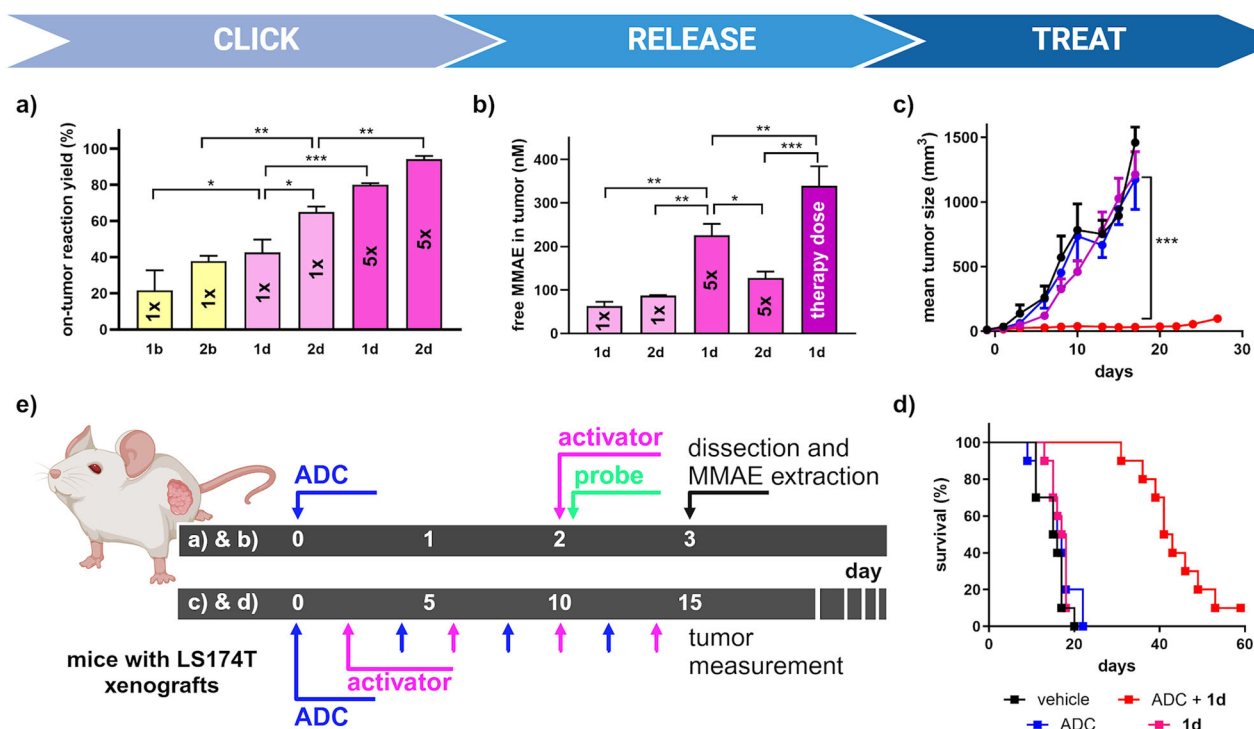 CLICK
RELEASE
TREAT
a)
on-tumor reaction yield (%)
100
80
60
40
20
0
**
**
***
*
*
1x
1x
1x
1x
5x
5x
1b
2b
1d
2d
1d
2d
b)
free MMAE in tumor (nM)
400
300
200
100
0
**
***
**
**
*
1x
1x
5x
5x
therapy dose
1d
2d
1d
2d
1d
c)
mean tumor size (mm³)
1500
1000
500
0
***
0
10
20
30
days
e)
activator
dissection and
ADC
probe
MMAE extraction
a) & b)
0
1
2
3
day
c) & d)
0
5
10
15
mice with LS174T
xenografts
activator
ADC
tumor
measurement
d)
survival (%)
100
80
60
40
20
0
0
20
40
60
days
vehicle
ADC + 1d
ADC
1d